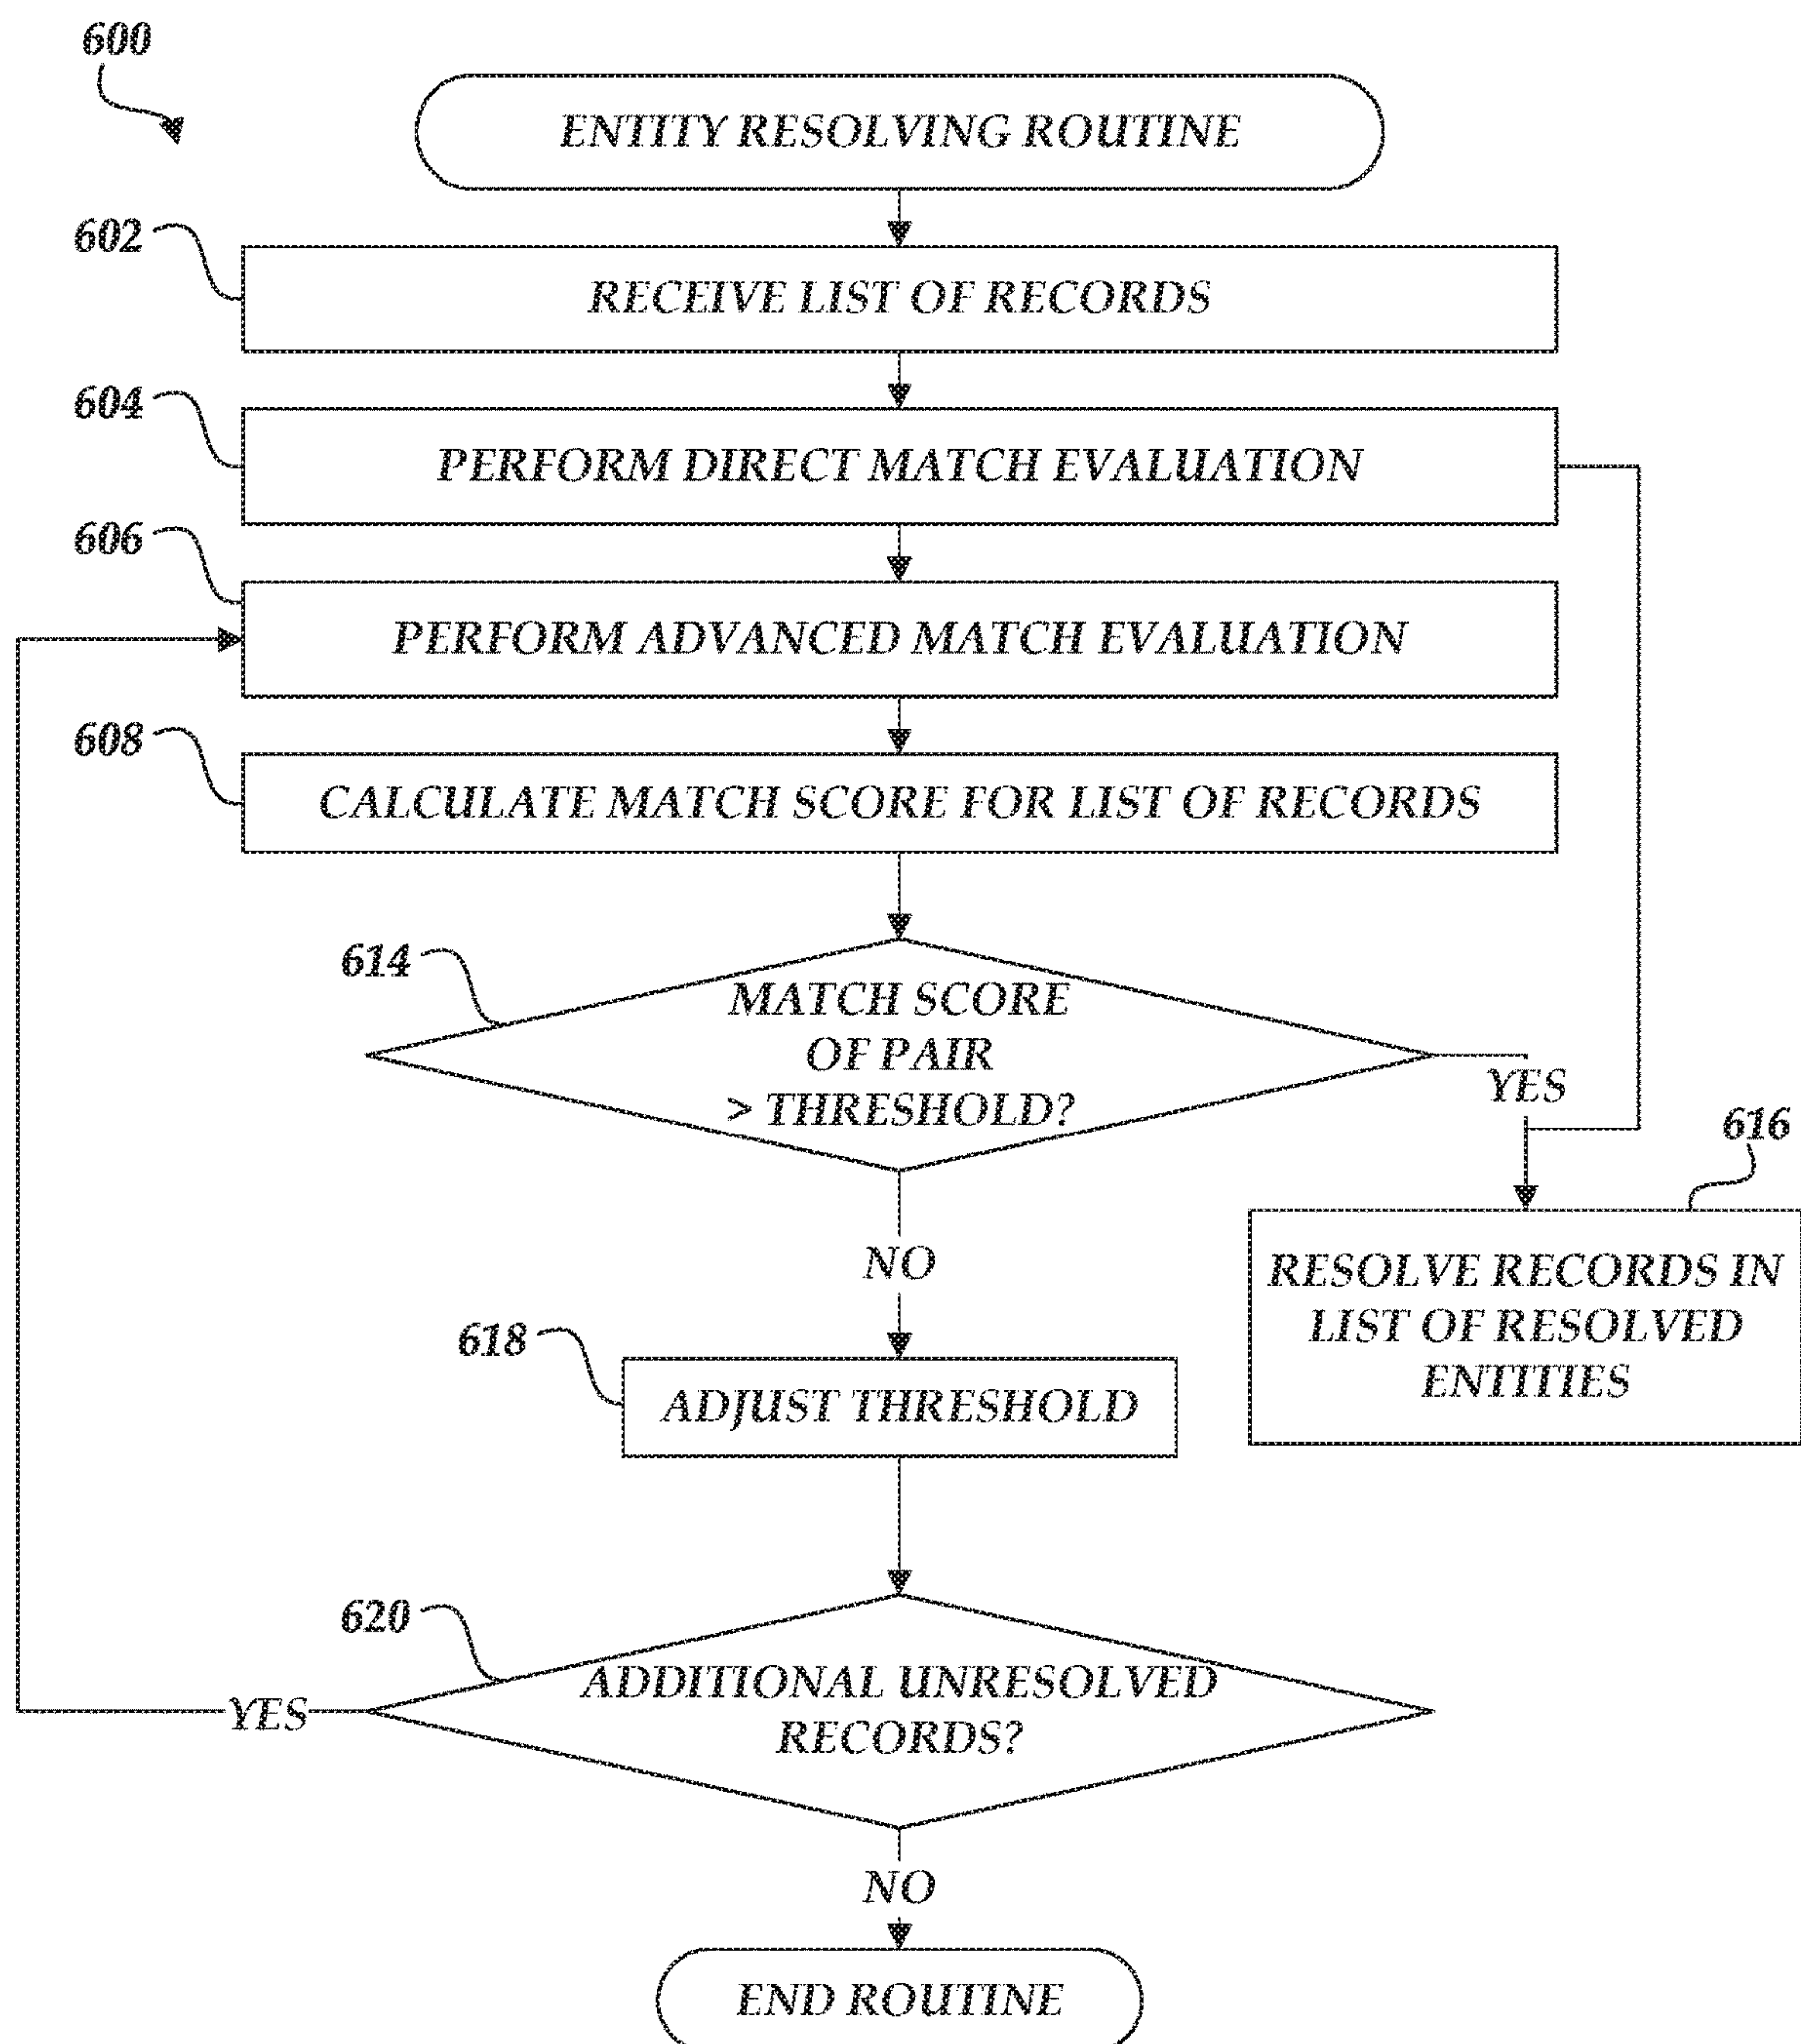 600
ENTITY RESOLVING ROUTINE
602
RECEIVE LIST OF RECORDS
604
PERFORM DIRECT MATCH EVALUATION
606
PERFORM ADVANCED MATCH EVALUATION
608
CALCULATE MATCH SCORE FOR LIST OF RECORDS
614
MATCH SCORE
OF PAIR
> THRESHOLD?
YES
616
RESOLVE RECORDS IN
LIST OF RESOLVED
ENTITIES
NO
618
ADJUST THRESHOLD
620
ADDITIONAL UNRESOLVED
RECORDS?
YES
NO
END ROUTINE